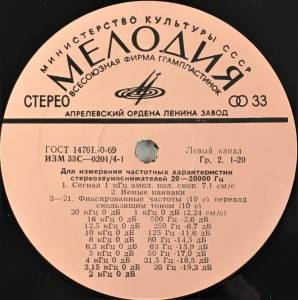 МИНИСТЕРСТВО КУЛЬТУРЫ СССР
МЕЛОДИЯ
ВСЕСОЮЗНАЯ ФИРМА ГРАМПЛАСТИНОК
СТЕРЕО 33
АПРЕЛЕВСКИЙ ОРДЕНА ЛЕНИНА ЗАВОД
ГОСТ 14761.-0-69 Левый канал
ИЗМ 33С—0201/4-1 Гр. 2. 1-20
Для измерения частотных характеристик
стереозвукоснимателей 20—20000 Гц
1. Сигнал 1 кГц ампл. кол. скор. 7,1 см/с
2. Немые канавки
3—21. Фиксированные частоты (10 с) переход
скользящим тоном (10 с)
20 кГц 0 дБ 1 кГц 0 дБ (2,24 см/с)
16 кГц 0 дБ 500 Гц -2,6 дБ
12,5 кГц 0 дБ 250 Гц -6,7 дБ
10 кГц 0 дБ 125 Гц -11,6 дБ
8 кГц 0 дБ 80 Гц -14,5 дБ
6,3 кГц 0 дБ 63 Гц -15,9 дБ
5 кГц 0 дБ 50 Гц -17,0 дБ
4 кГц 0 дБ 31,5 Гц -18,5 дБ
3,15 кГц 0 дБ 20 Гц -19,3 дБ
2 кГц 0 дБ